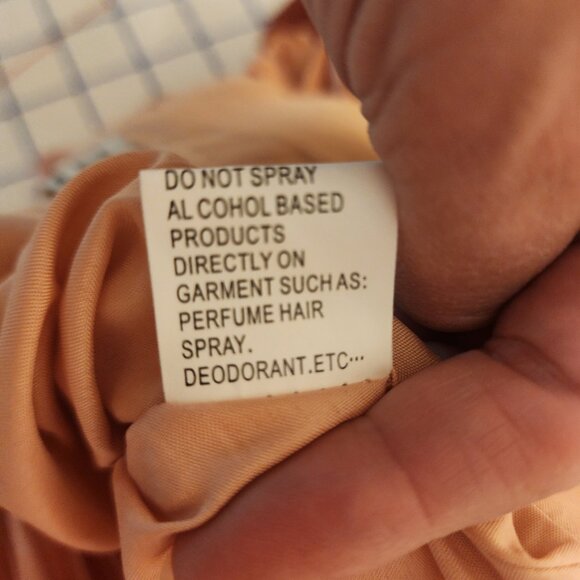 DO NOT SPRAY
AL COHOL BASED
PRODUCTS
DIRECTLY ON
GARMENT SUCH AS:
PERFUME HAIR
SPRAY.
DEODORANT.ETC···